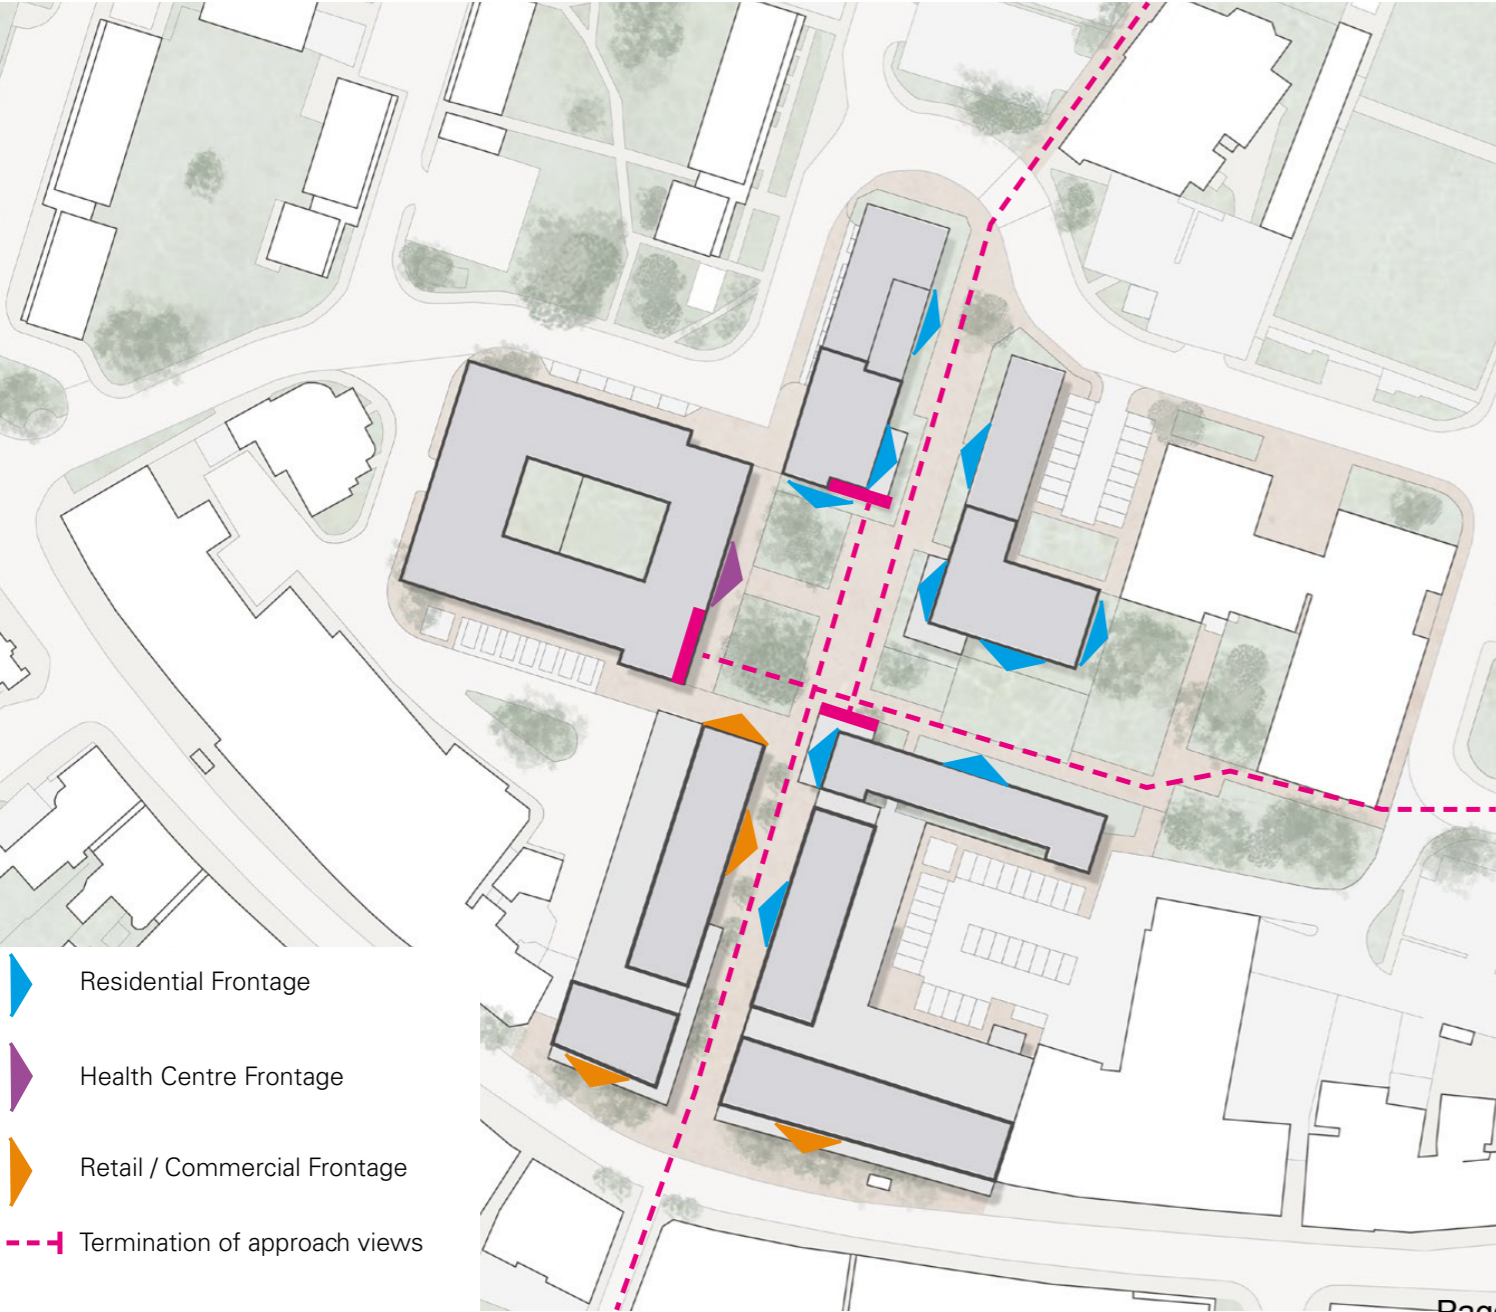 Residential Frontage
Health Centre Frontage
Retail / Commercial Frontage
Termination of approach views